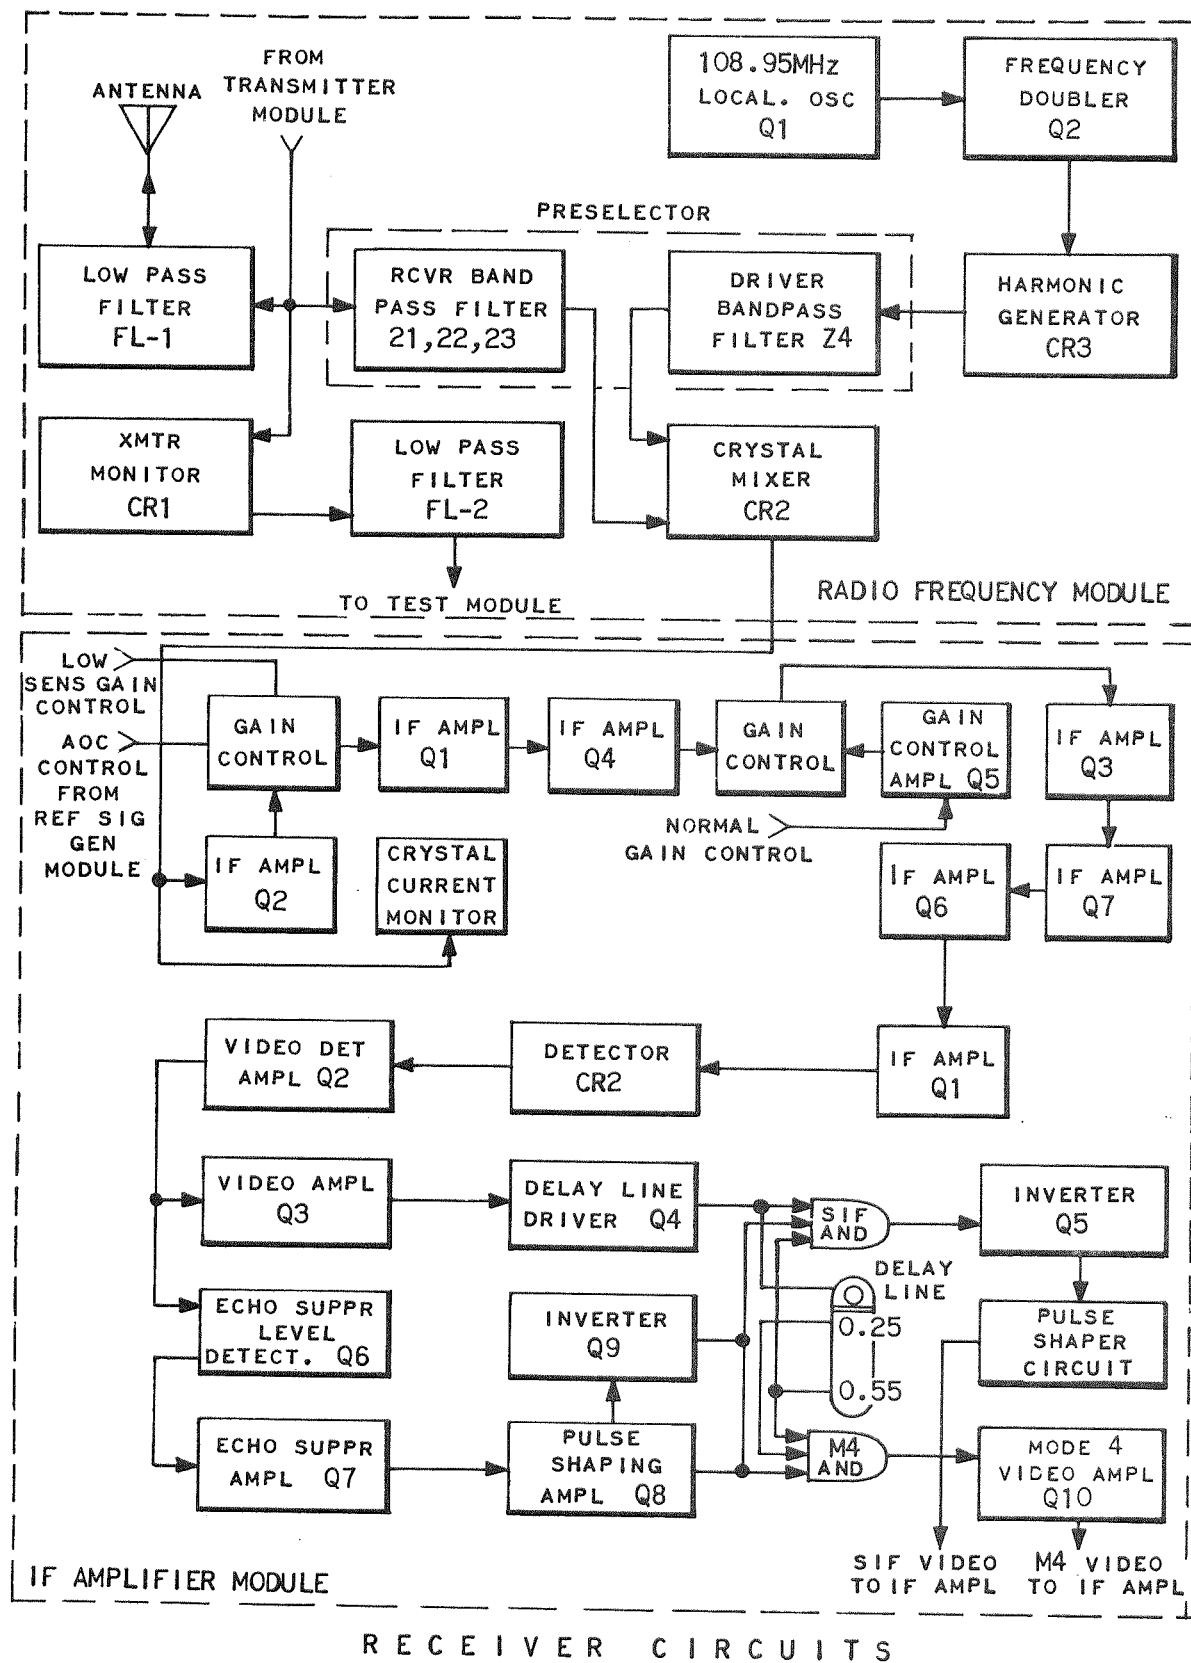 FROM
TRANSMITTER
MODULE
ANTENNA
108.95MHz
LOCAL. OSC
Q1
FREQUENCY
DOUBLER
Q2
PRESELECTOR
LOW PASS
FILTER
FL-1
RCVR BAND
PASS FILTER
21,22,23
DRIVER
BANDPASS
FILTER Z4
HARMONIC
GENERATOR
CR3
XMTR
MONITOR
CR1
LOW PASS
FILTER
FL-2
CRYSTAL
MIXER
CR2
TO TEST MODULE
RADIO FREQUENCY MODULE
LOW
SENS GAIN
CONTROL
AOC
CONTROL
FROM
REF SIG
GEN
MODULE
GAIN
CONTROL
IF AMPL
Q1
IF AMPL
Q4
GAIN
CONTROL
GAIN
CONTROL
AMPL Q5
IF AMPL
Q3
NORMAL
GAIN CONTROL
IF AMPL
Q2
CRYSTAL
CURRENT
MONITOR
IF AMPL
Q6
IF AMPL
Q7
VIDEO DET
AMPL Q2
DETECTOR
CR2
IF AMPL
Q1
VIDEO AMPL
Q3
DELAY LINE
DRIVER Q4
SIF
AND
INVERTER
Q5
DELAY
LINE
0
0.25
0.55
ECHO SUPPR
LEVEL
DETECT. Q6
INVERTER
Q9
PULSE
SHAPER
CIRCUIT
ECHO SUPPR
AMPL Q7
PULSE
SHAPING
AMPL Q8
M4
AND
MODE 4
VIDEO AMPL
Q10
SIF VIDEO
TO IF AMPL
M4 VIDEO
TO IF AMPL
IF AMPLIFIER MODULE
RECEIVER CIRCUITS